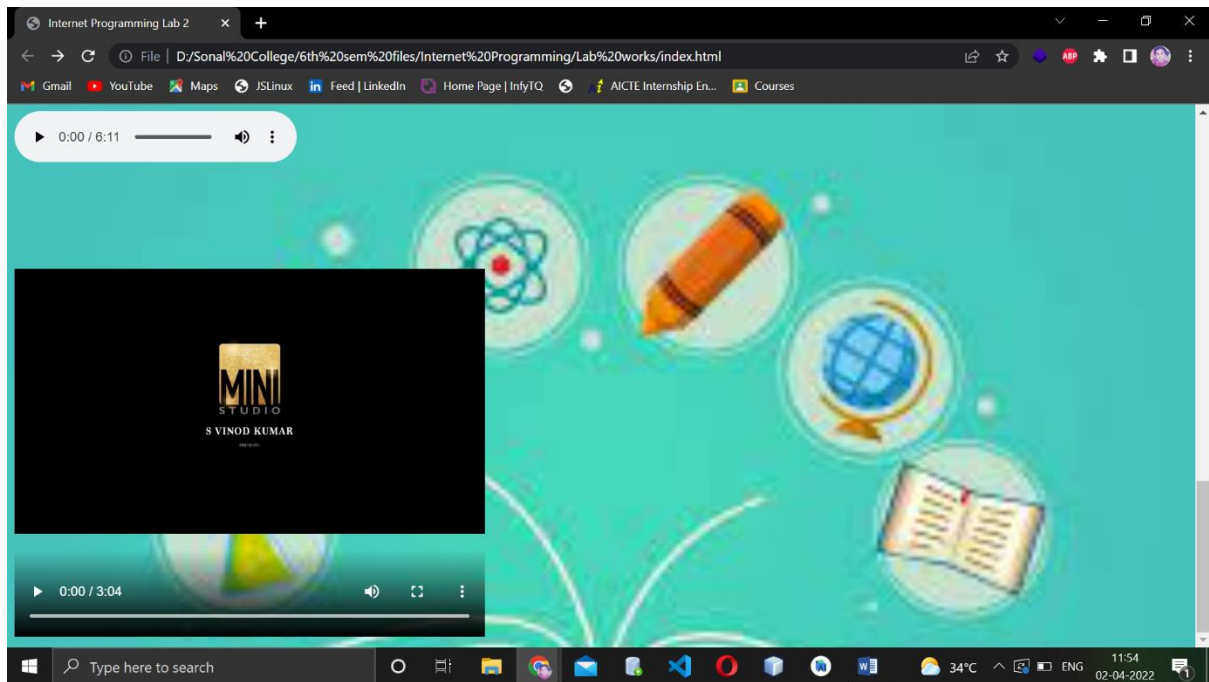 Internet Programming Lab 2
File | D:/Sonal%20College/6th%20sem%20files/Internet%20Programming/Lab%20works/index.html
ABP
Gmail YouTube Maps JSLinux Feed | LinkedIn Home Page | InfyTQ AICTE Internship En... Courses
0:00 / 6:11
MINI
STUDIO
S VINOD KUMAR
0:00 / 3:04
Type here to search
34°C ENG 11:54
02-04-2022
1